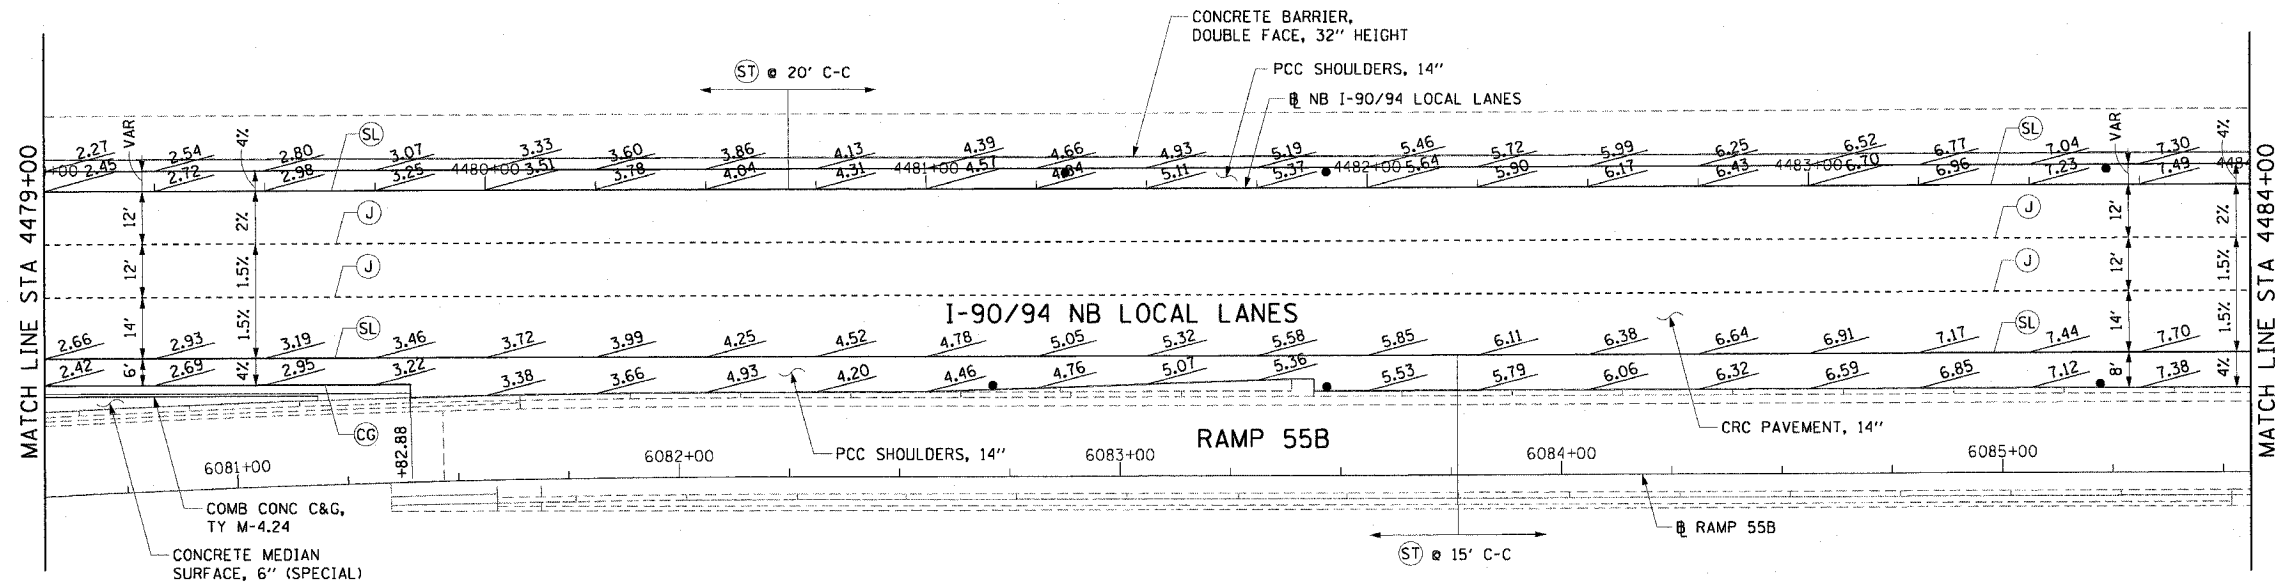 CONCRETE BARRIER,
DOUBLE FACE, 32" HEIGHT
ST @ 20' C-C
PCC SHOULDERS, 14"
℄ NB I-90/94 LOCAL LANES
MATCH LINE STA 4479+00
VAR
4%
SL
SL
VAR
4%
2.27 2.54 2.80 3.07 3.33 3.60 3.86 4.13 4.39 4.66 4.93 5.19 5.46 5.72 5.99 6.25 6.52 6.77 7.04 7.30
+00 4480+00 4481+00 4482+00 4483+00 448
2.45 2.72 2.98 3.25 3.51 3.78 4.04 4.31 4.57 5.11 5.37 5.64 5.90 6.17 6.43 6.70 6.96 7.23 7.49
12' 2% J J 12' 2%
12' 1.5% J J 12' 1.5%
I-90/94 NB LOCAL LANES
14' 1.5% SL SL 14' 1.5%
2.66 2.93 3.19 3.46 3.72 3.99 4.25 4.52 4.78 5.05 5.32 5.58 5.85 6.11 6.38 6.64 6.91 7.17 7.44 7.70
6' 4% 8' 4%
2.42 2.69 2.95 3.22 3.38 3.66 4.93 4.20 4.46 4.76 5.07 5.36 5.53 5.79 6.06 6.32 6.59 6.85 7.12 7.38
MATCH LINE STA 4484+00
CG
+82.88
PCC SHOULDERS, 14"
RAMP 55B
CRC PAVEMENT, 14"
6081+00 6082+00 6083+00 6084+00 6085+00
COMB CONC C&G,
TY M-4.24
CONCRETE MEDIAN
SURFACE, 6" (SPECIAL)
ST @ 15' C-C
℄ RAMP 55B